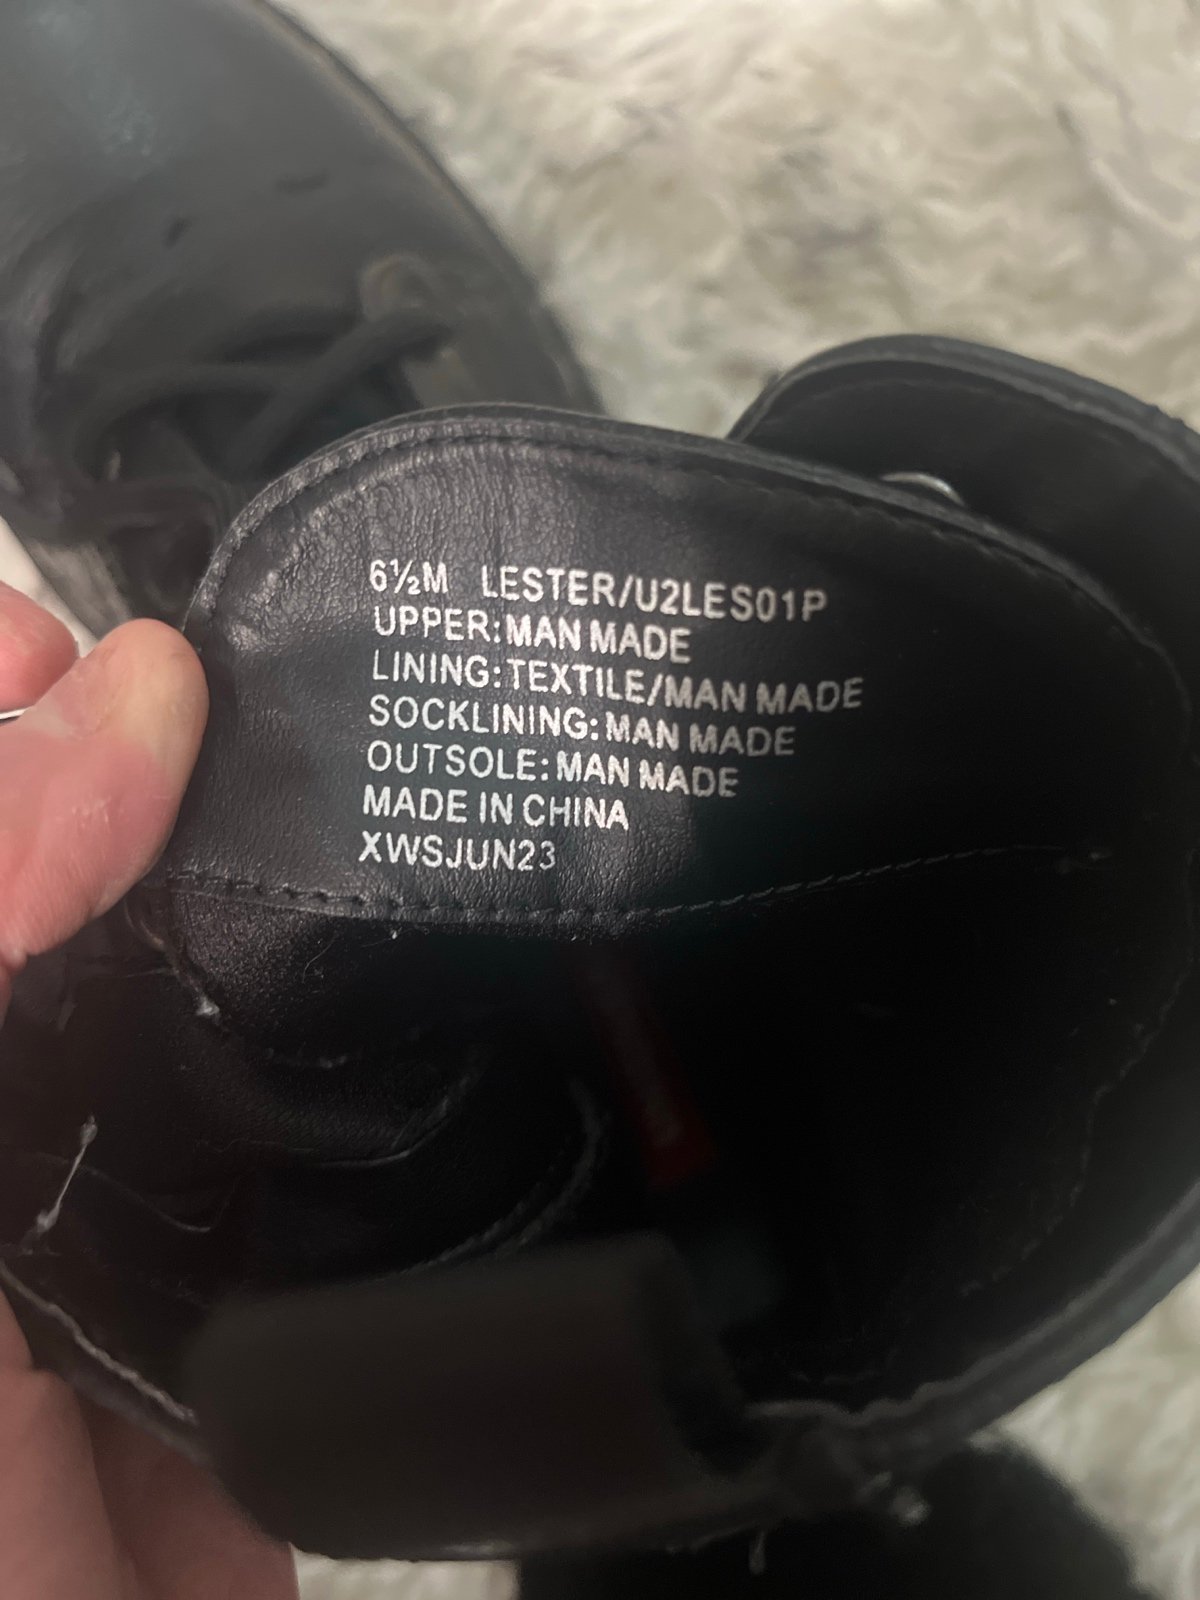 6½M LESTER/U2LES01P
UPPER:MAN MADE
LINING:TEXTILE/MAN MADE
SOCKLINING:MAN MADE
OUTSOLE:MAN MADE
MADE IN CHINA
XWSJUN23